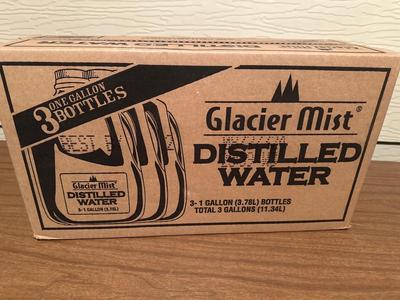 3 ONE GALLON
BOTTLES
BEST
Glacier Mist
DISTILLED
WATER
Glacier Mist®
DISTILLED
WATER
3- 1 GALLON (3.78L) BOTTLES
TOTAL 3 GALLONS (11.34L)
1 GALLON (3.78L)